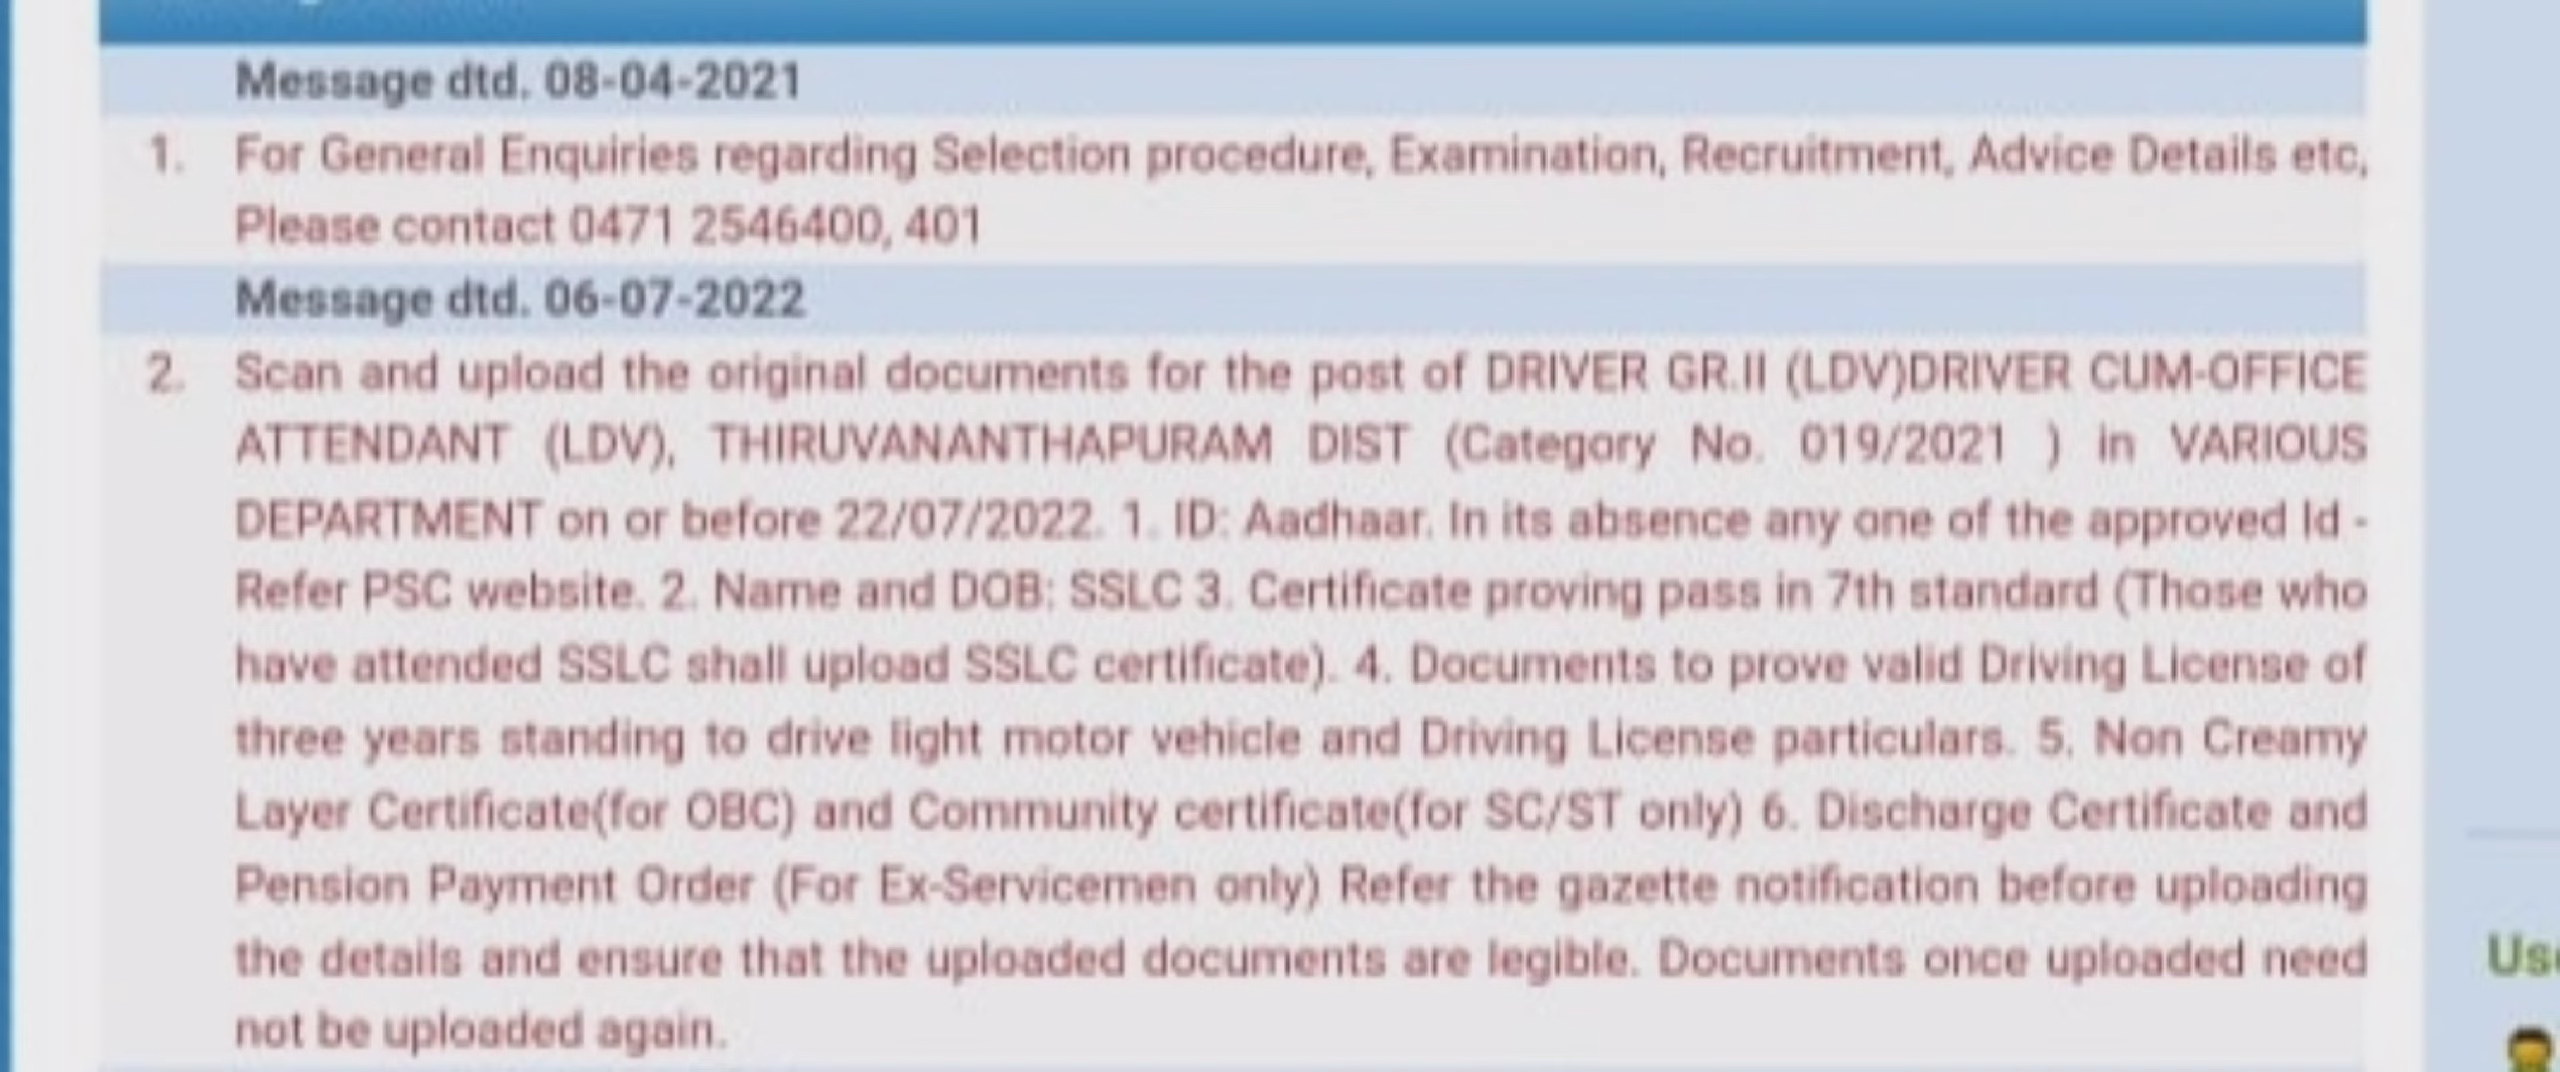 Message dtd. 08-04-2021
1. For General Enquiries regarding Selection procedure, Examination, Recruitment, Advice Details etc,
Please contact 0471 2546400, 401
Message dtd. 06-07-2022
2. Scan and upload the original documents for the post of DRIVER GR.II (LDV)DRIVER CUM-OFFICE
ATTENDANT (LDV), THIRUVANANTHAPURAM DIST (Category No. 019/2021 ) in VARIOUS
DEPARTMENT on or before 22/07/2022. 1. ID: Aadhaar. In its absence any one of the approved Id -
Refer PSC website. 2. Name and DOB: SSLC 3. Certificate proving pass in 7th standard (Those who
have attended SSLC shall upload SSLC certificate). 4. Documents to prove valid Driving License of
three years standing to drive light motor vehicle and Driving License particulars. 5. Non Creamy
Layer Certificate(for OBC) and Community certificate(for SC/ST only) 6. Discharge Certificate and
Pension Payment Order (For Ex-Servicemen only) Refer the gazette notification before uploading
the details and ensure that the uploaded documents are legible. Documents once uploaded need
not be uploaded again.